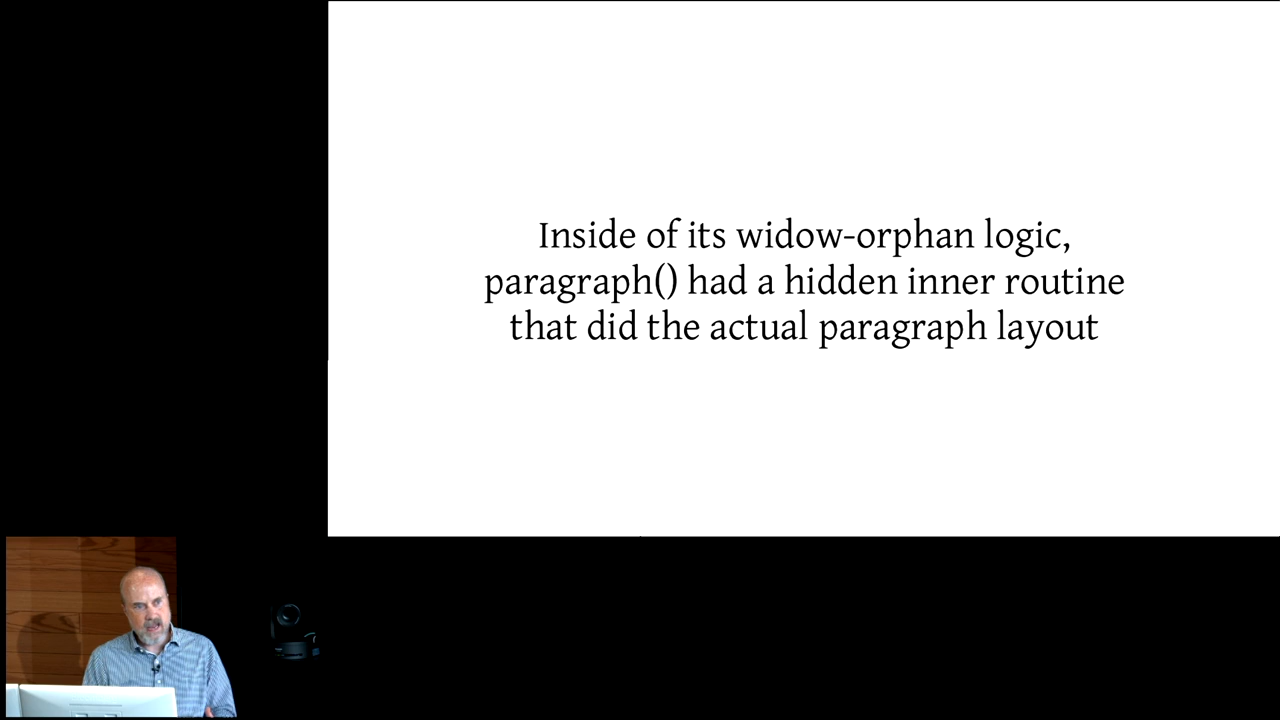 Inside of its widow-orphan logic,
paragraph() had a hidden inner routine
that did the actual paragraph layout